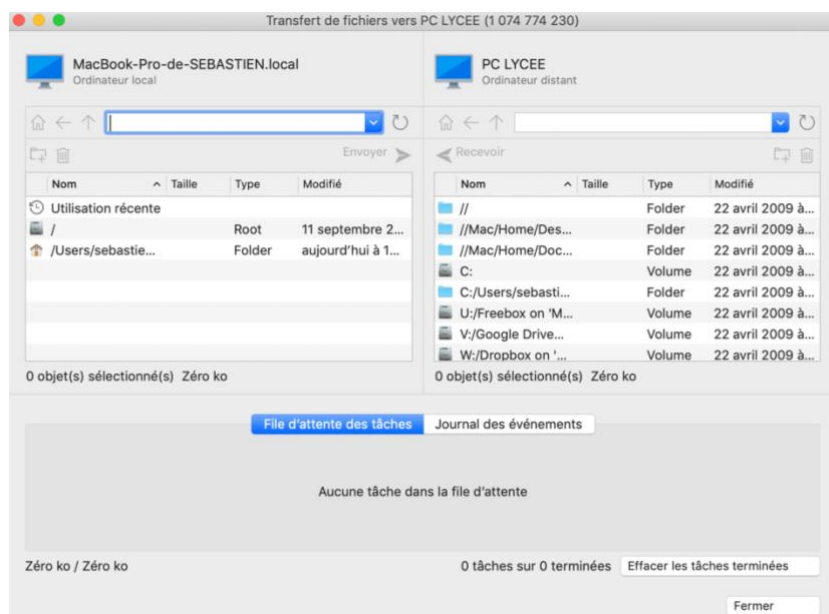 Transfert de fichiers vers PC LYCEE (1 074 774 230)
MacBook-Pro-de-SEBASTIEN.local
Ordinateur local
Envoyer
Nom Taille Type Modifié
Utilisation récente
/ Root 11 septembre 2...
/Users/sebastie... Folder aujourd'hui à 1...
0 objet(s) sélectionné(s) Zéro ko
PC LYCEE
Ordinateur distant
Recevoir
Nom Taille Type Modifié
// Folder 22 avril 2009 à...
//Mac/Home/Des... Folder 22 avril 2009 à...
//Mac/Home/Doc... Folder 22 avril 2009 à...
C: Volume 22 avril 2009 à...
C:/Users/sebasti... Folder 22 avril 2009 à...
U:/Freebox on 'M... Volume 22 avril 2009 à...
V:/Google Drive... Volume 22 avril 2009 à...
W:/Dropbox on '... Volume 22 avril 2009 à...
0 objet(s) sélectionné(s) Zéro ko
File d'attente des tâches Journal des événements
Aucune tâche dans la file d'attente
Zéro ko / Zéro ko 0 tâches sur 0 terminées Effacer les tâches terminées
Fermer